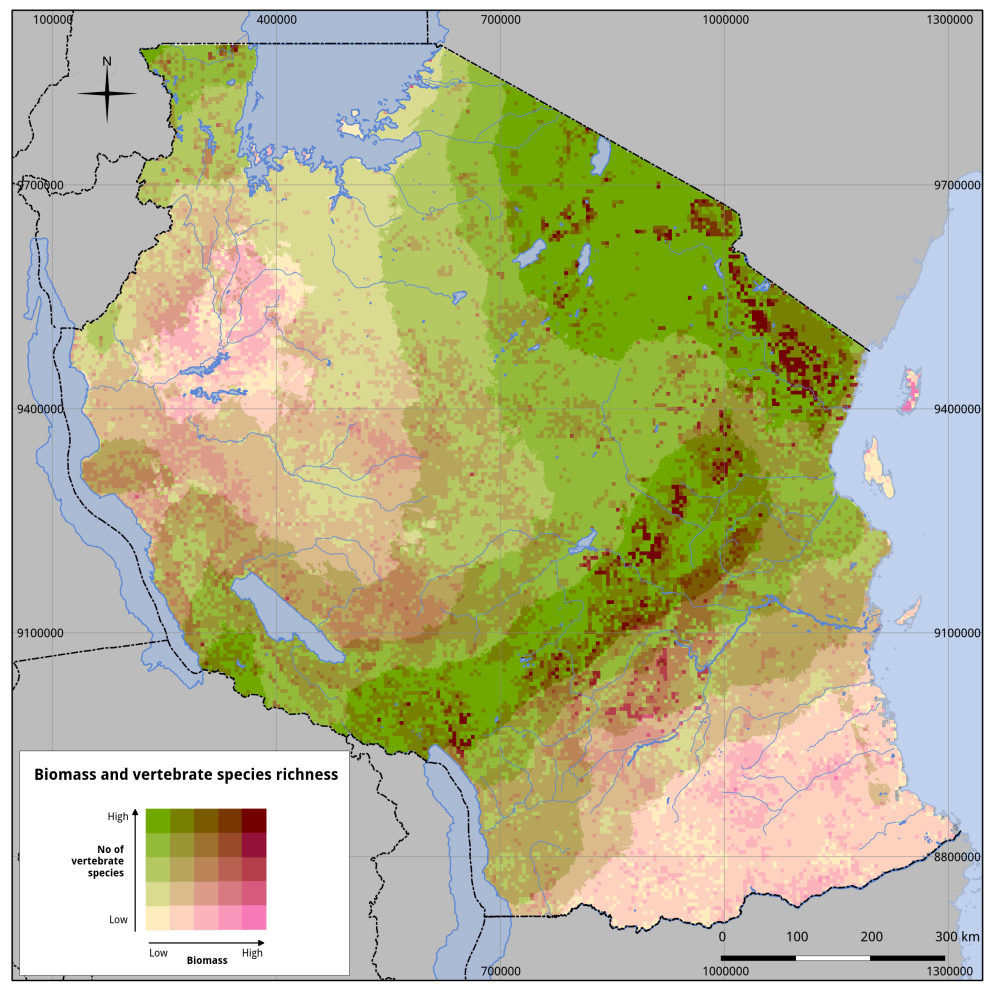 100000 400000 700000 1000000 1300000
N
9700000 9700000
9400000 9400000
9100000 9100000
8 8800000
Biomass and vertebrate species richness
High
No of
vertebrate
species
Low
Low High
Biomass
0 100 200 300 km
700000 1000000 1300000